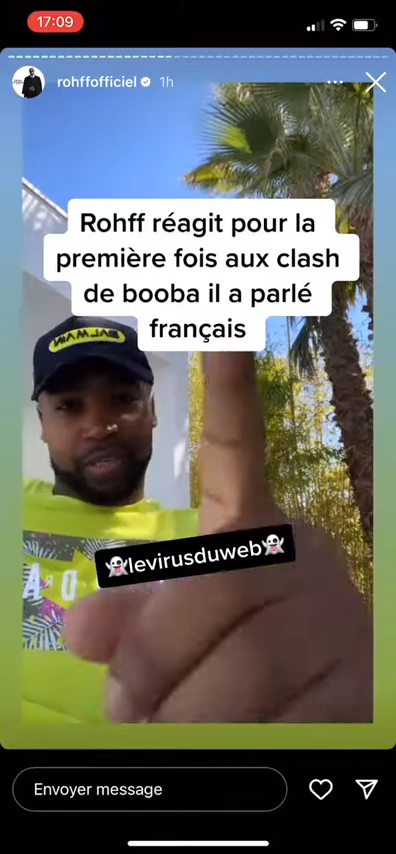 17:09
rohffofficiel 1h
Rohff réagit pour la
première fois aux clash
de booba il a parlé
français
BALMAIN
👻levirusduweb👻
Envoyer message